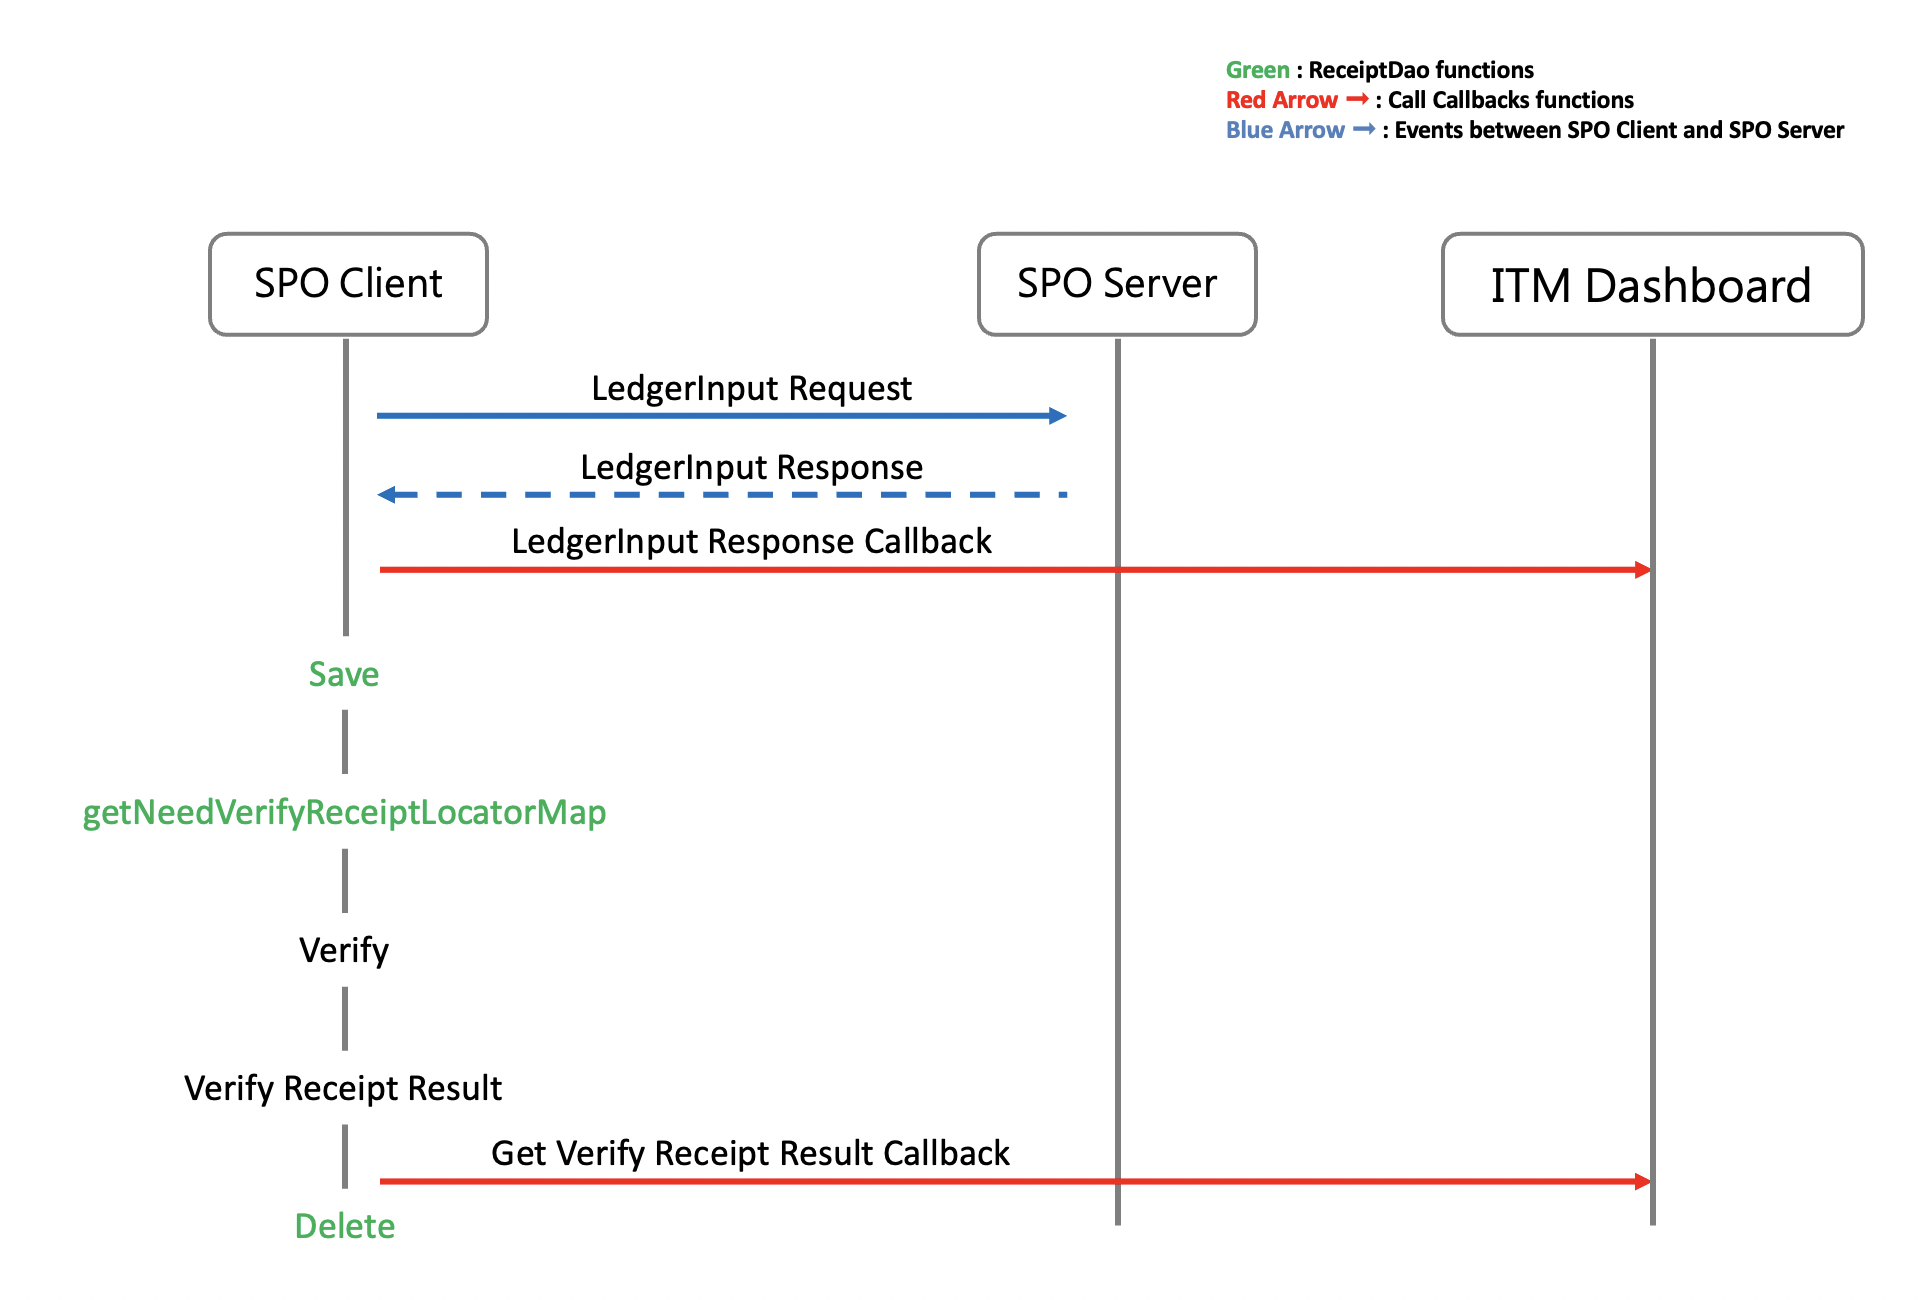 Green : ReceiptDao functions
Red Arrow → : Call Callbacks functions
Blue Arrow → : Events between SPO Client and SPO Server
SPO Client
SPO Server
ITM Dashboard
LedgerInput Request
LedgerInput Response
LedgerInput Response Callback
Save
getNeedVerifyReceiptLocatorMap
Verify
Verify Receipt Result
Get Verify Receipt Result Callback
Delete